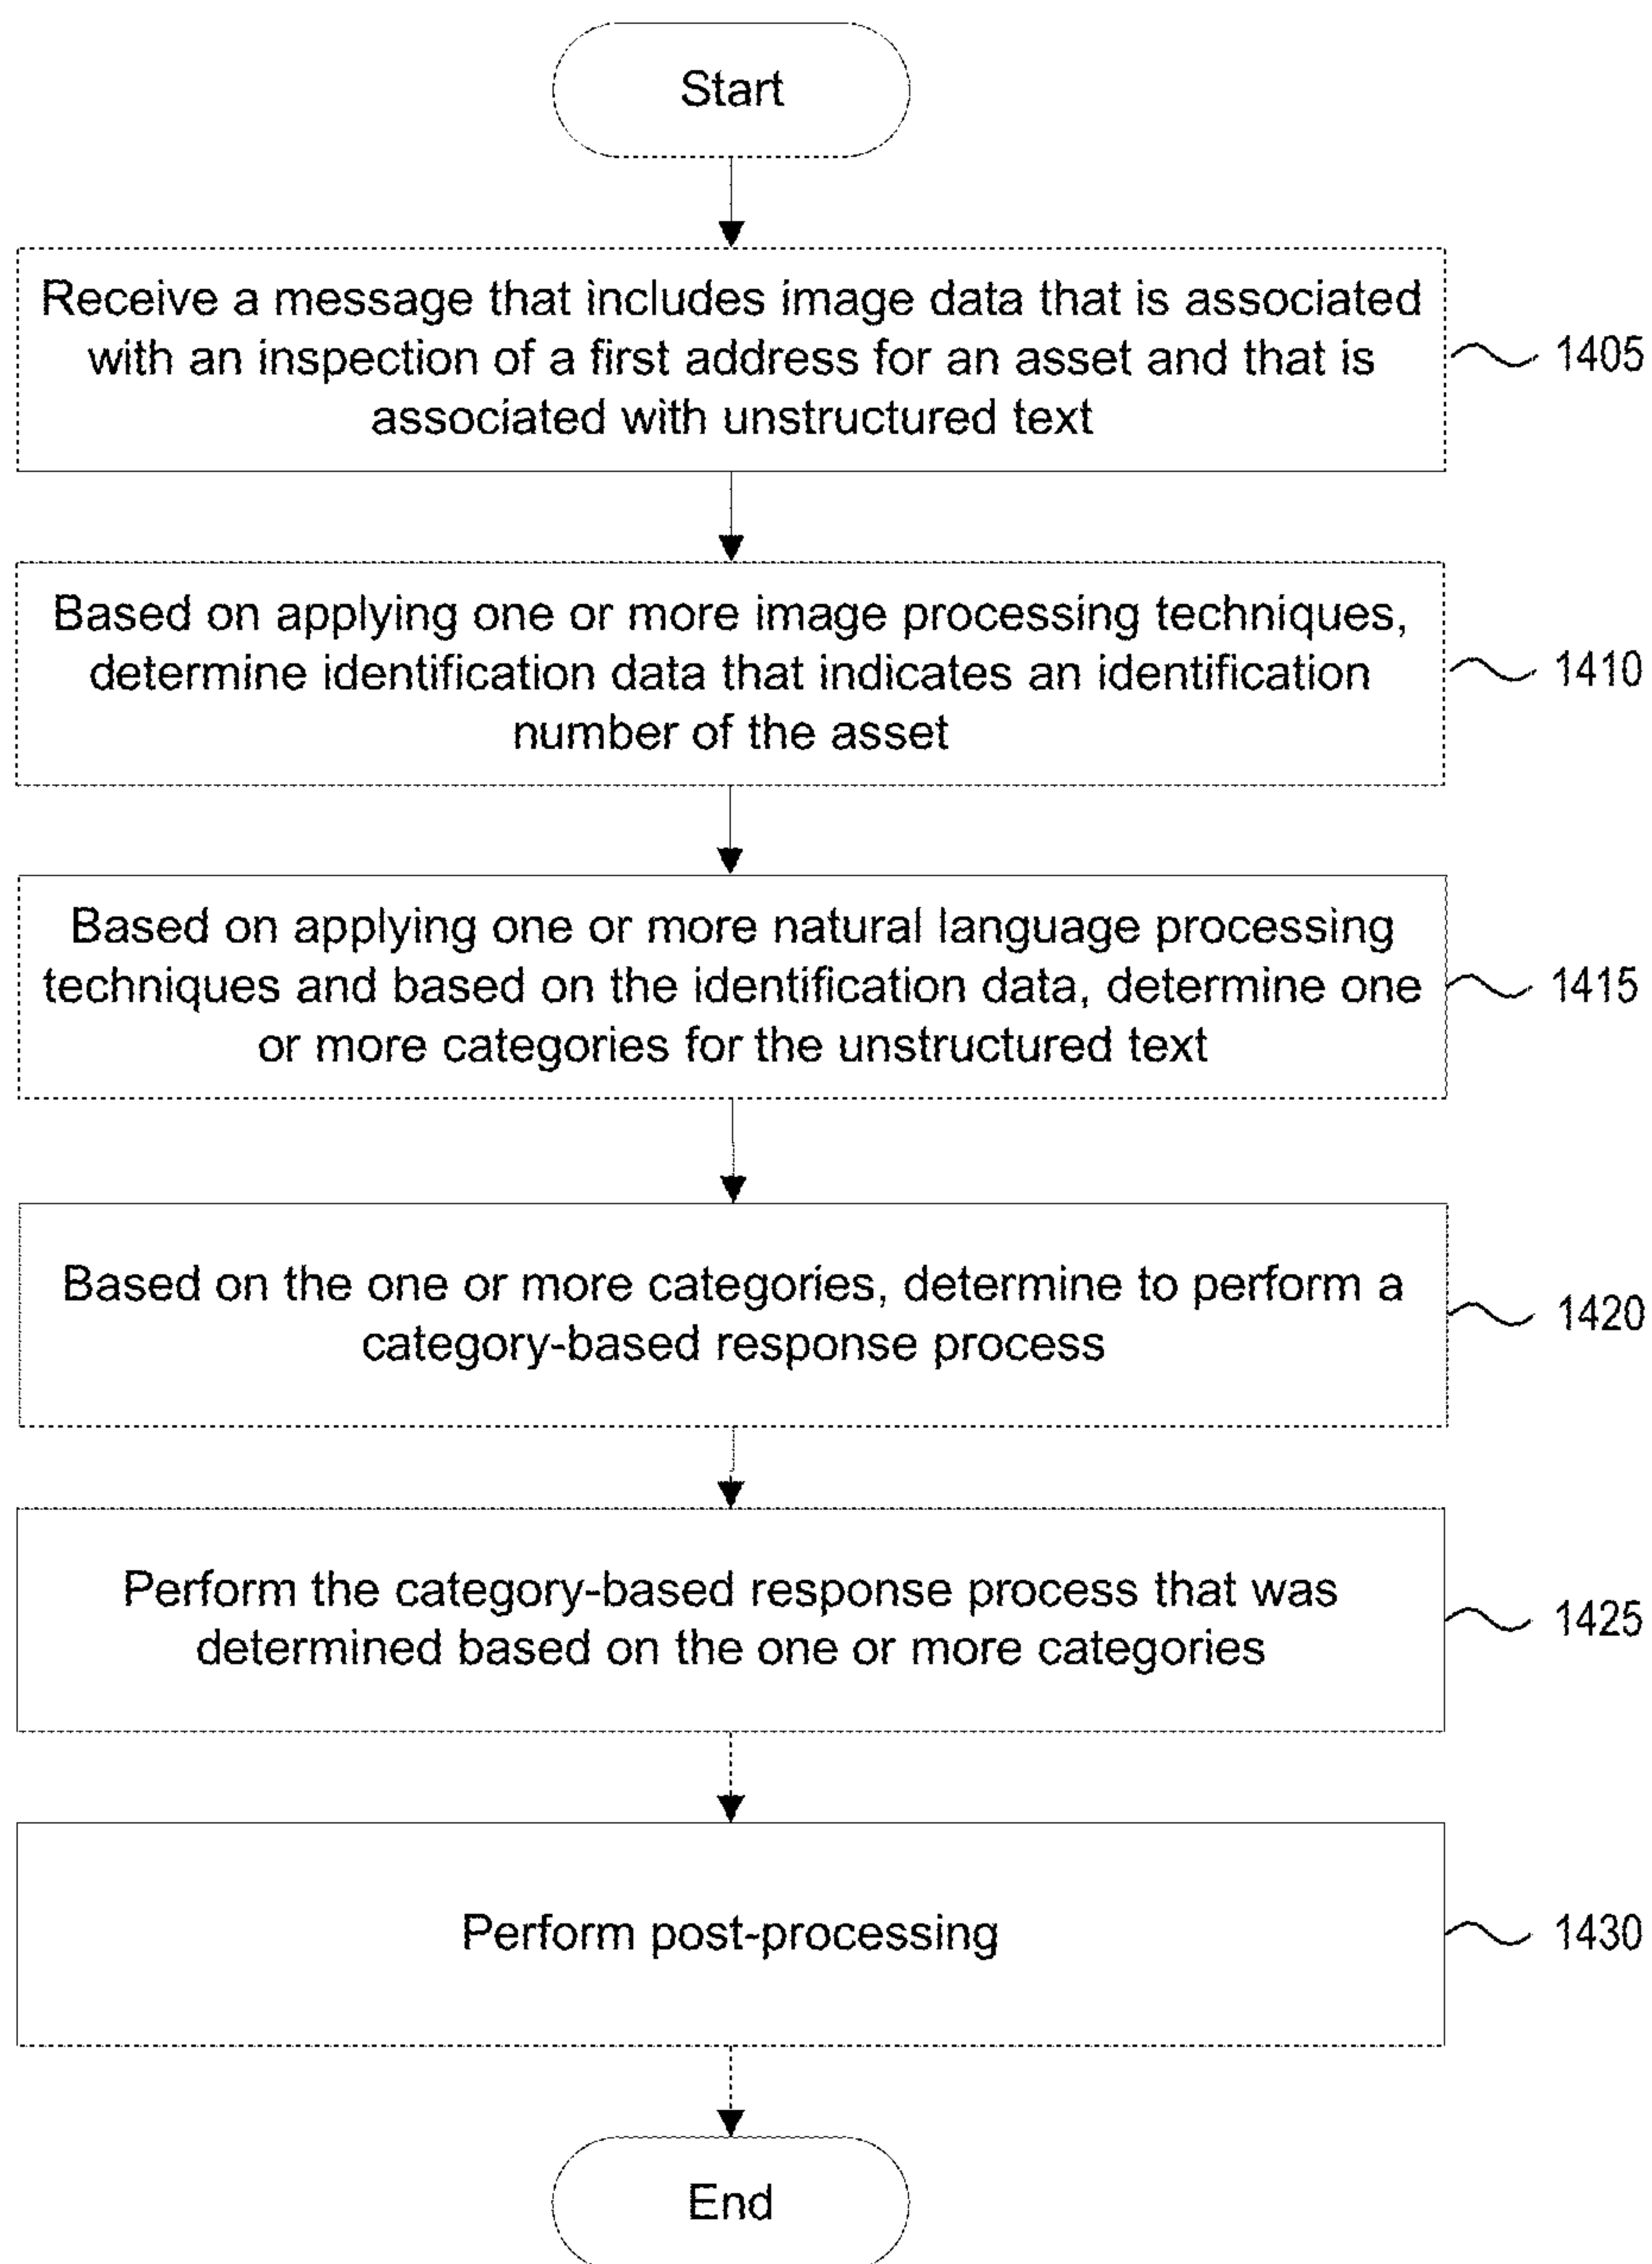 Start
Receive a message that includes image data that is associated
with an inspection of a first address for an asset and that is
associated with unstructured text
1405
Based on applying one or more image processing techniques,
determine identification data that indicates an identification
number of the asset
1410
Based on applying one or more natural language processing
techniques and based on the identification data, determine one
or more categories for the unstructured text
1415
Based on the one or more categories, determine to perform a
category-based response process
1420
Perform the category-based response process that was
determined based on the one or more categories
1425
Perform post-processing
1430
End